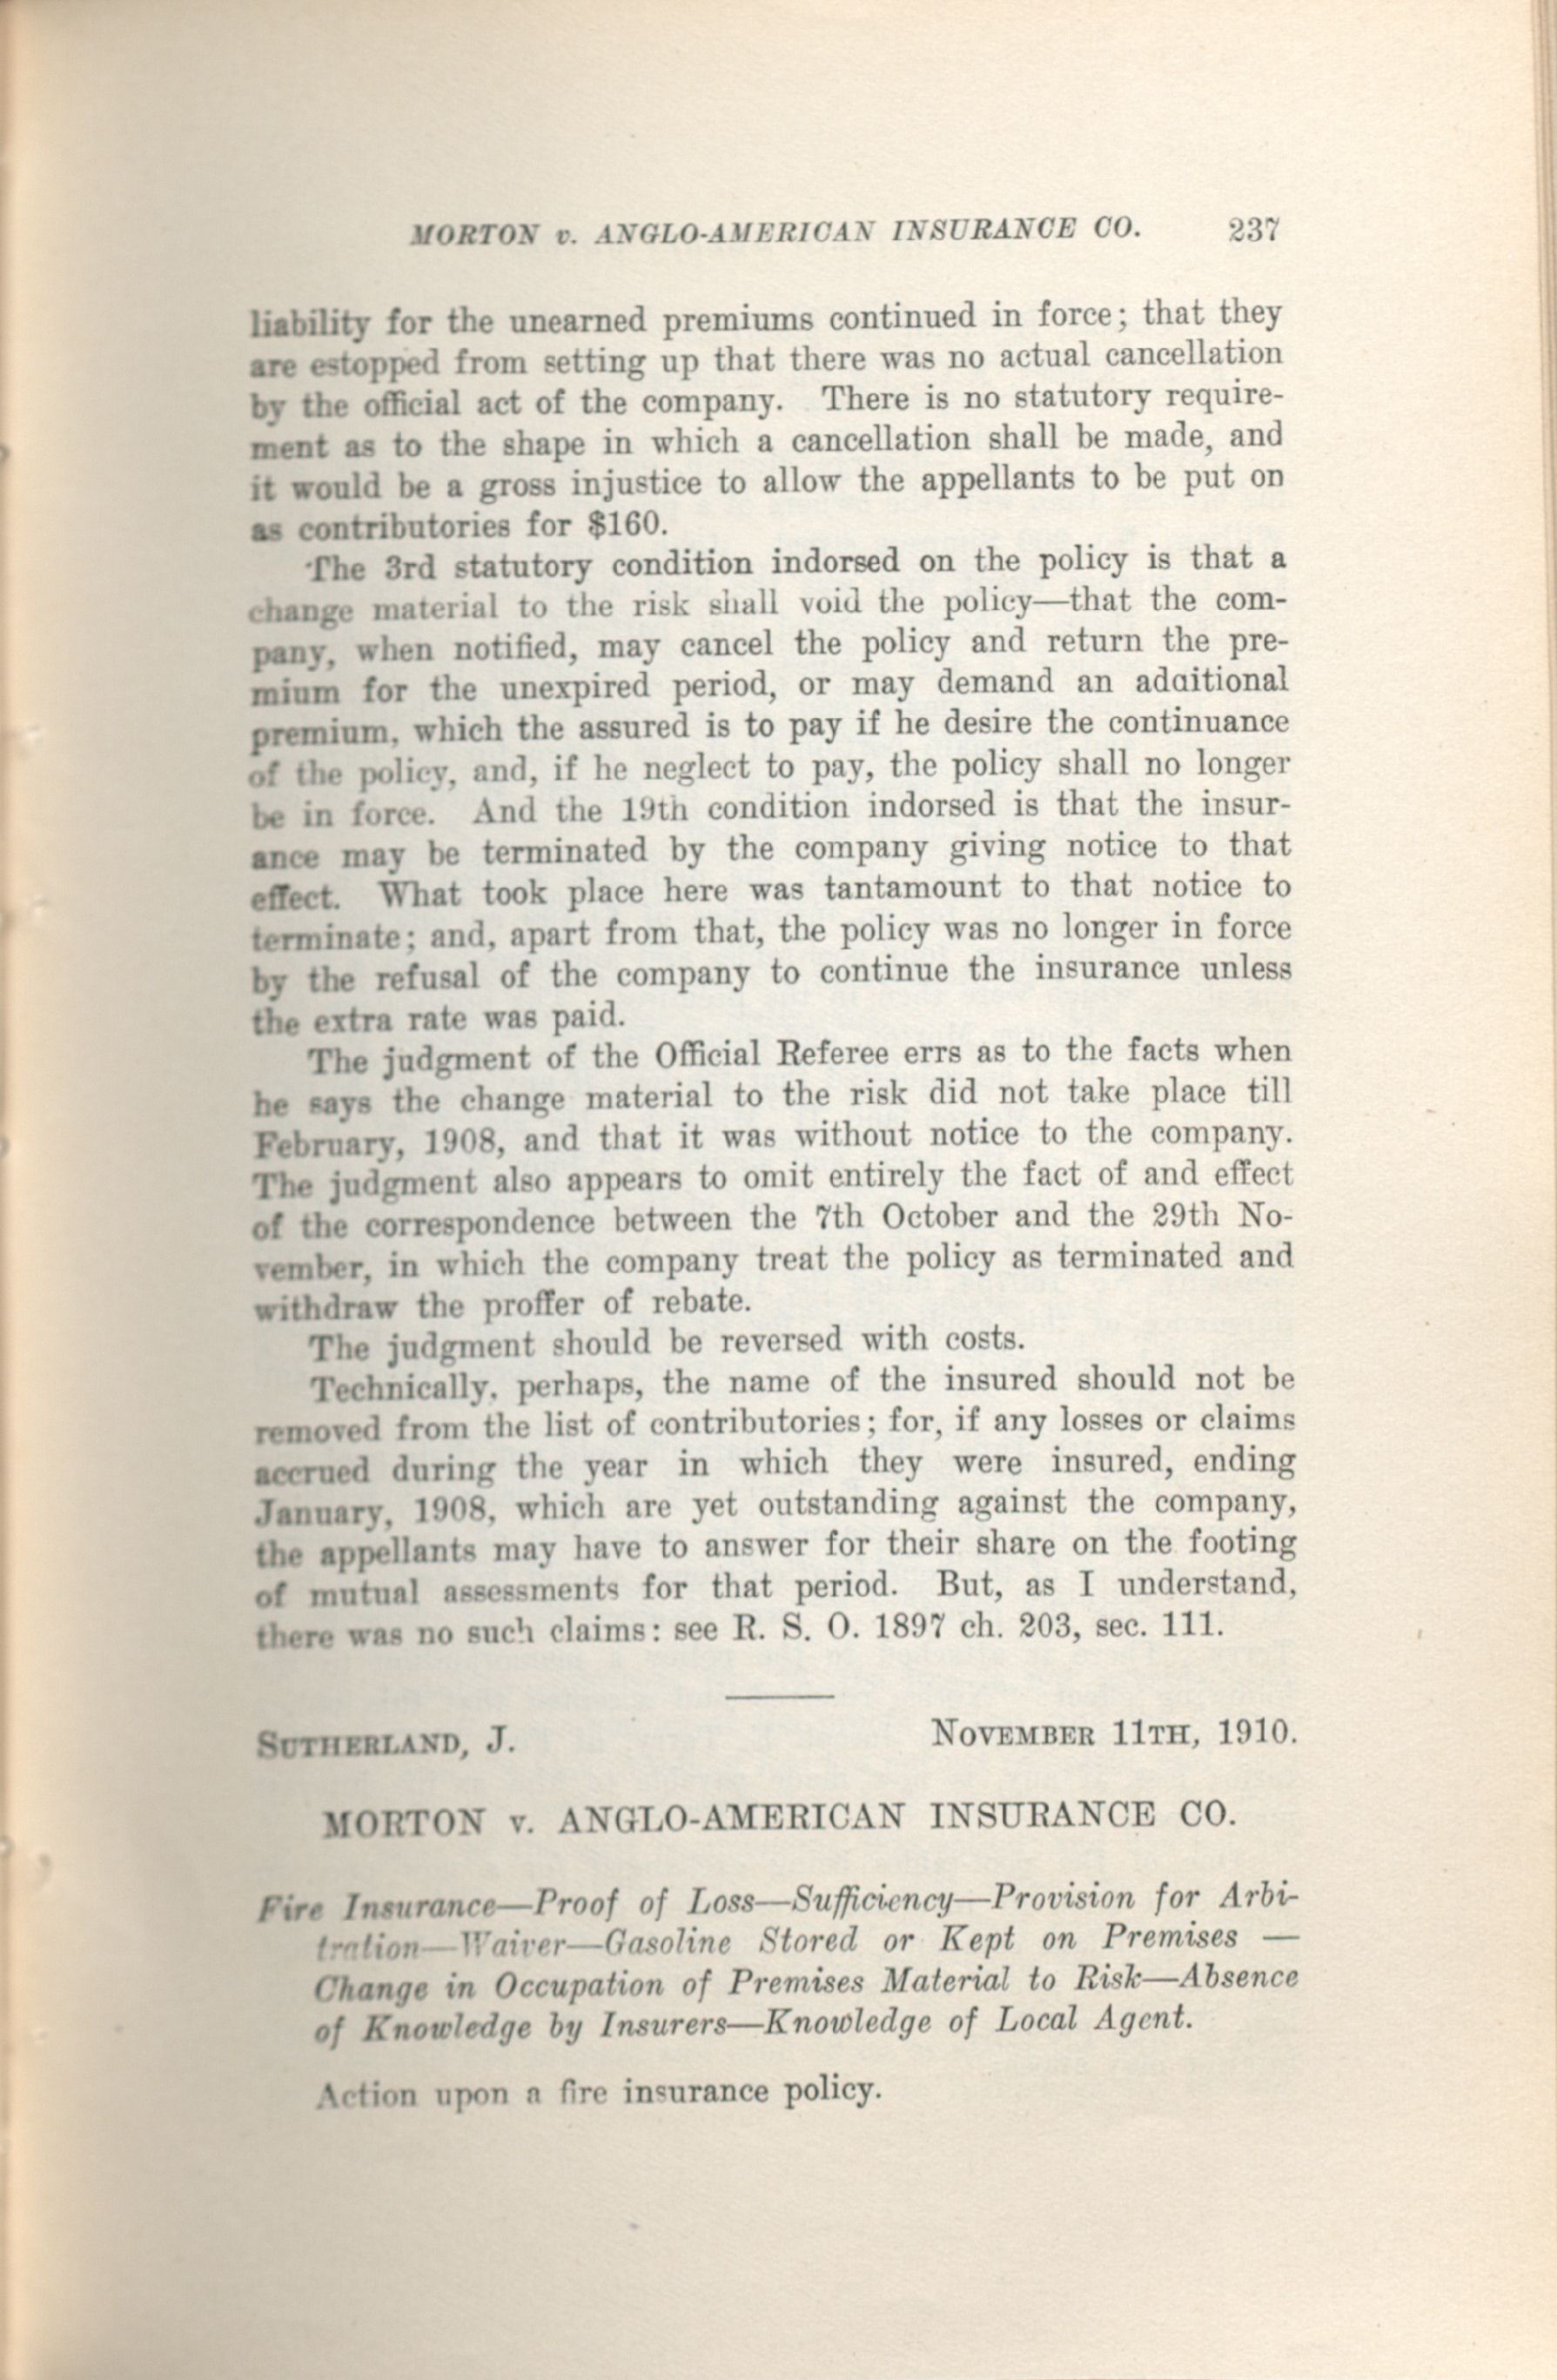 MORTON v. ANGLO-AMERICAN INSURANCE CO. 237
liability for the unearned premiums continued in force; that they
are estopped from setting up that there was no actual cancellation
by the official act of the company. There is no statutory require-
ment as to the shape in which a cancellation shall be made, and
it would be a gross injustice to allow the appellants to be put on
as contributories for $160.
The 3rd statutory condition indorsed on the policy is that a
change material to the risk shall void the policy—that the com-
pany, when notified, may cancel the policy and return the pre-
mium for the unexpired period, or may demand an additional
premium, which the assured is to pay if he desire the continuance
of the policy, and, if he neglect to pay, the policy shall no longer
be in force. And the 19th condition indorsed is that the insur-
ance may be terminated by the company giving notice to that
effect. What took place here was tantamount to that notice to
terminate; and, apart from that, the policy was no longer in force
by the refusal of the company to continue the insurance unless
the extra rate was paid.
The judgment of the Official Referee errs as to the facts when
he says the change material to the risk did not take place till
February, 1908, and that it was without notice to the company.
The judgment also appears to omit entirely the fact of and effect
of the correspondence between the 7th October and the 29th No-
vember, in which the company treat the policy as terminated and
withdraw the proffer of rebate.
The judgment should be reversed with costs.
Technically, perhaps, the name of the insured should not be
removed from the list of contributories; for, if any losses or claims
accrued during the year in which they were insured, ending
January, 1908, which are yet outstanding against the company,
the appellants may have to answer for their share on the footing
of mutual assessments for that period. But, as I understand,
there was no such claims: see R. S. O. 1897 ch. 203, sec. 111.
SUTHERLAND, J. NOVEMBER 11TH, 1910.
MORTON v. ANGLO-AMERICAN INSURANCE CO.
Fire Insurance—Proof of Loss—Sufficiency—Provision for Arbi-
tration—Waiver—Gasoline Stored or Kept on Premises —
Change in Occupation of Premises Material to Risk—Absence
of Knowledge by Insurers—Knowledge of Local Agent.
Action upon a fire insurance policy.